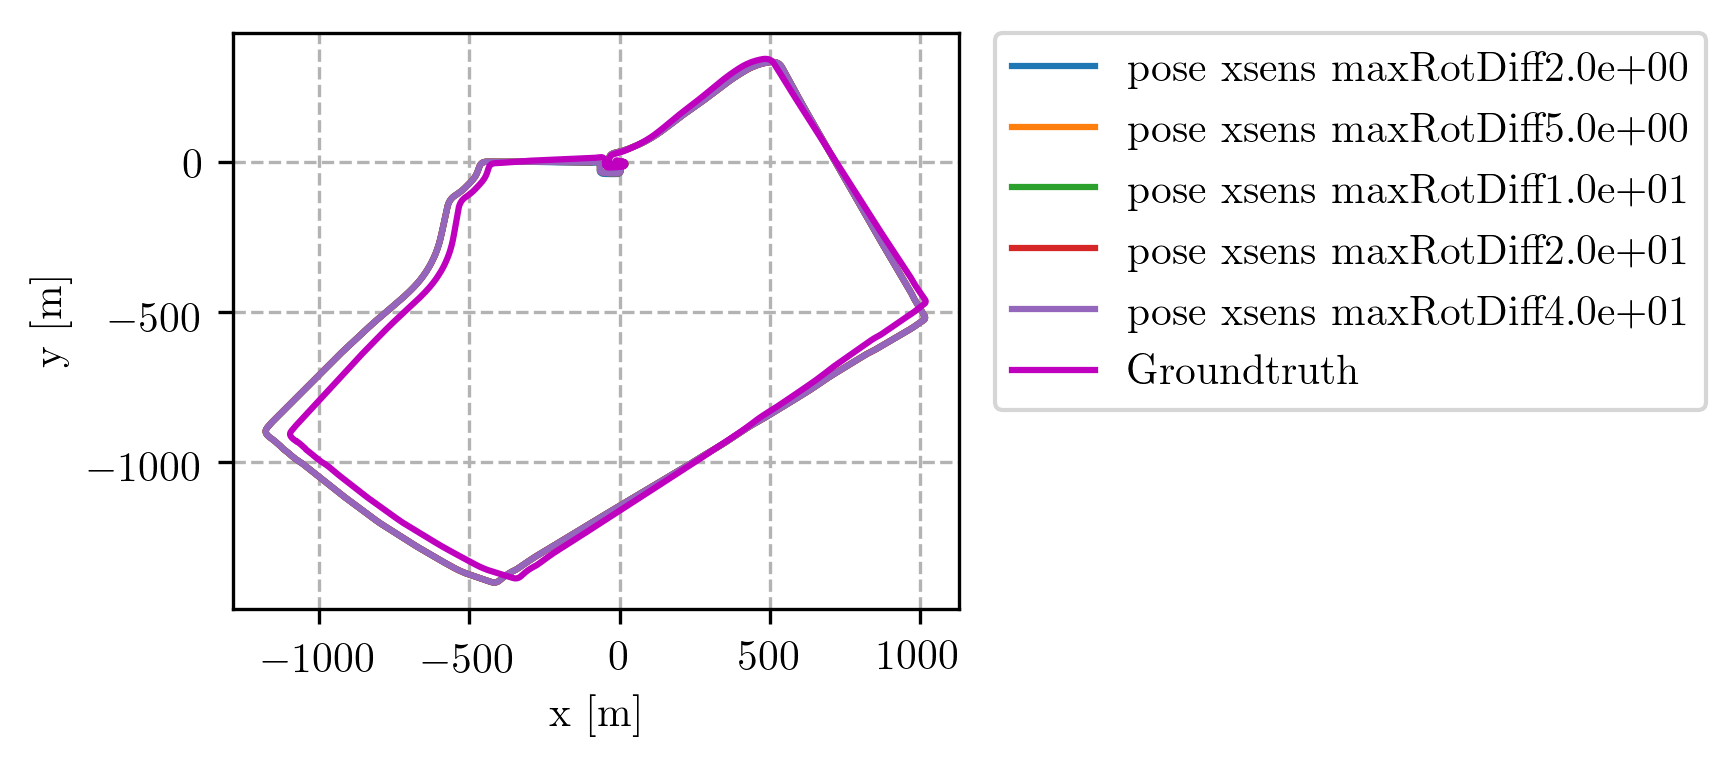 pose xsens maxRotDiff2.0e+00
pose xsens maxRotDiff5.0e+00
pose xsens maxRotDiff1.0e+01
pose xsens maxRotDiff2.0e+01
pose xsens maxRotDiff4.0e+01
Groundtruth
y [m]
0
−500
−1000
−1000 −500 0 500 1000
x [m]